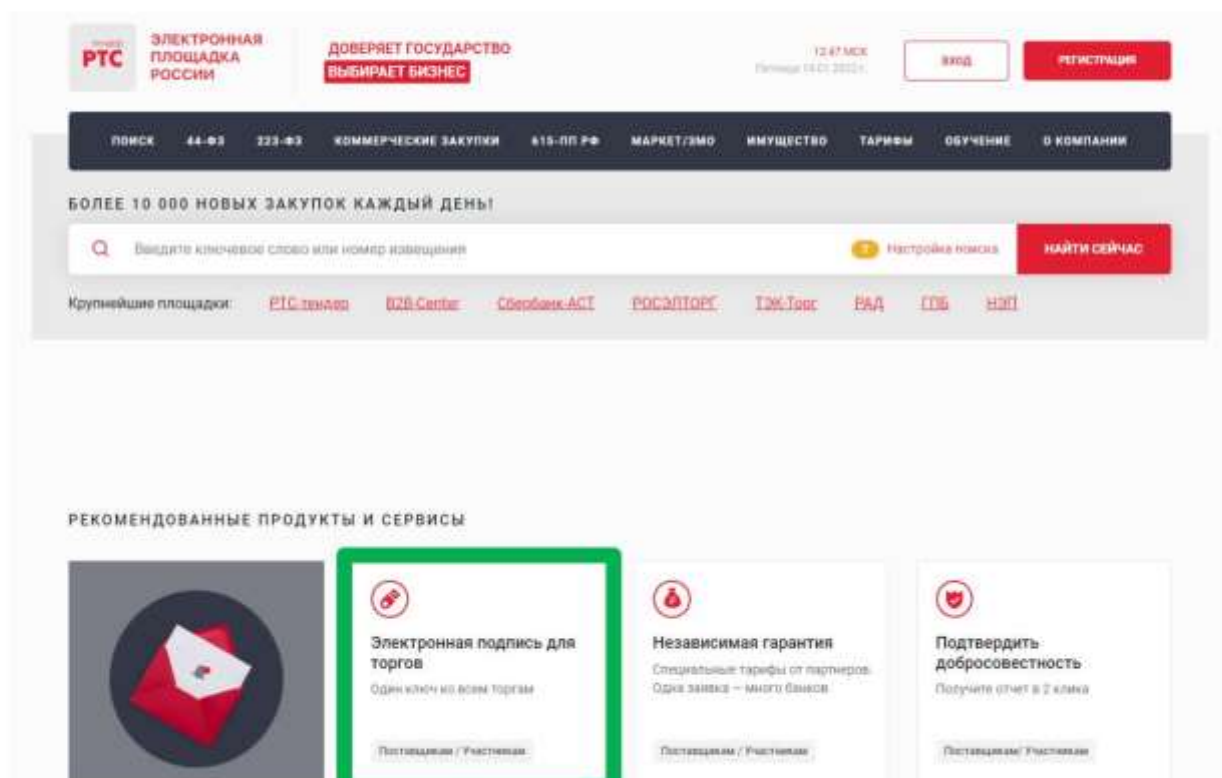 РТС
ЭЛЕКТРОННАЯ
ПЛОЩАДКА
РОССИИ
ДОВЕРЯЕТ ГОСУДАРСТВО
ВЫБИРАЕТ БИЗНЕС
12:47 МСК
ВХОД
РЕГИСТРАЦИЯ
ПОИСК 44-ФЗ 223-ФЗ КОММЕРЧЕСКИЕ ЗАКУПКИ 615-ПП РФ МАРКЕТ/ЗМО ИМУЩЕСТВО ТАРИФЫ ОБУЧЕНИЕ О КОМПАНИИ
БОЛЕЕ 10 000 НОВЫХ ЗАКУПОК КАЖДЫЙ ДЕНЬ!
Введите ключевое слово или номер извещения
Настройка поиска
НАЙТИ СЕЙЧАС
Крупнейшие площадки: РТС-тендер B2B-Center Сбербанк-АСТ РОСЭЛТОРГ ТЭК-Торг РАД ГПБ НЭП
РЕКОМЕНДОВАННЫЕ ПРОДУКТЫ И СЕРВИСЫ
Электронная подпись для
торгов
Один ключ ко всем торгам
Поставщикам / Участникам
Независимая гарантия
Специальные тарифы от партнеров.
Одна заявка — много банков
Поставщикам / Участникам
Подтвердить
добросовестность
Получите отчет в 2 клика
Поставщикам/ Участникам